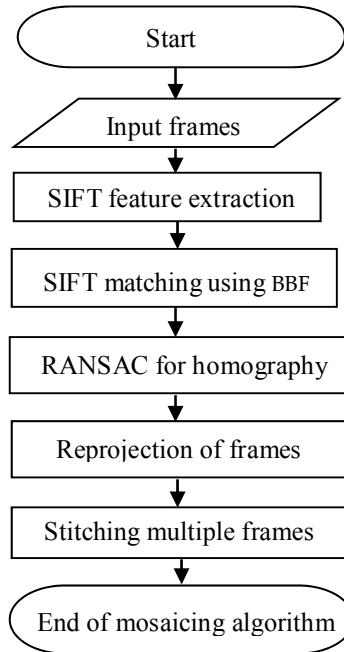 Start
Input frames
SIFT feature extraction
SIFT matching using BBF
RANSAC for homography
Reprojection of frames
Stitching multiple frames
End of mosaicing algorithm